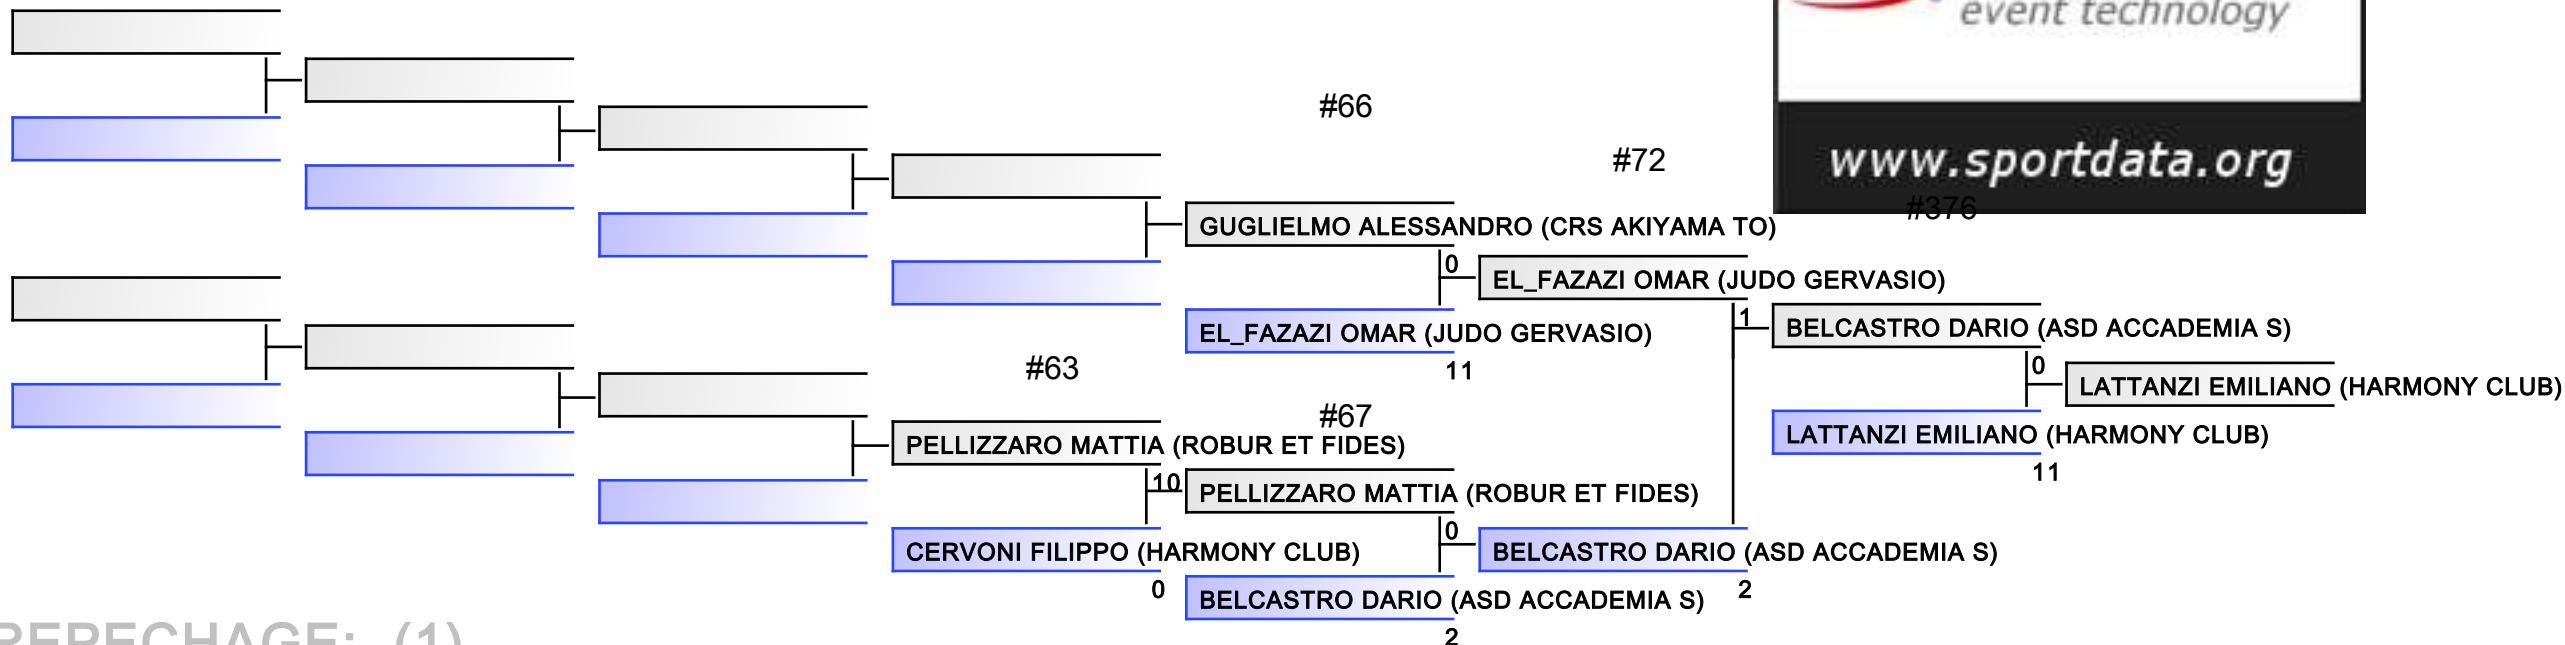 event technology
#66
#72
www.sportdata.org
#376
GUGLIELMO ALESSANDRO (CRS AKIYAMA TO)
0
EL_FAZAZI OMAR (JUDO GERVASIO)
1
BELCASTRO DARIO (ASD ACCADEMIA S)
EL_FAZAZI OMAR (JUDO GERVASIO)
11
#63
0
LATTANZI EMILIANO (HARMONY CLUB)
#67
LATTANZI EMILIANO (HARMONY CLUB)
11
PELLIZZARO MATTIA (ROBUR ET FIDES)
10
PELLIZZARO MATTIA (ROBUR ET FIDES)
0
CERVONI FILIPPO (HARMONY CLUB)
0
BELCASTRO DARIO (ASD ACCADEMIA S)
2
BELCASTRO DARIO (ASD ACCADEMIA S)
2
REPECHAGE: (1)